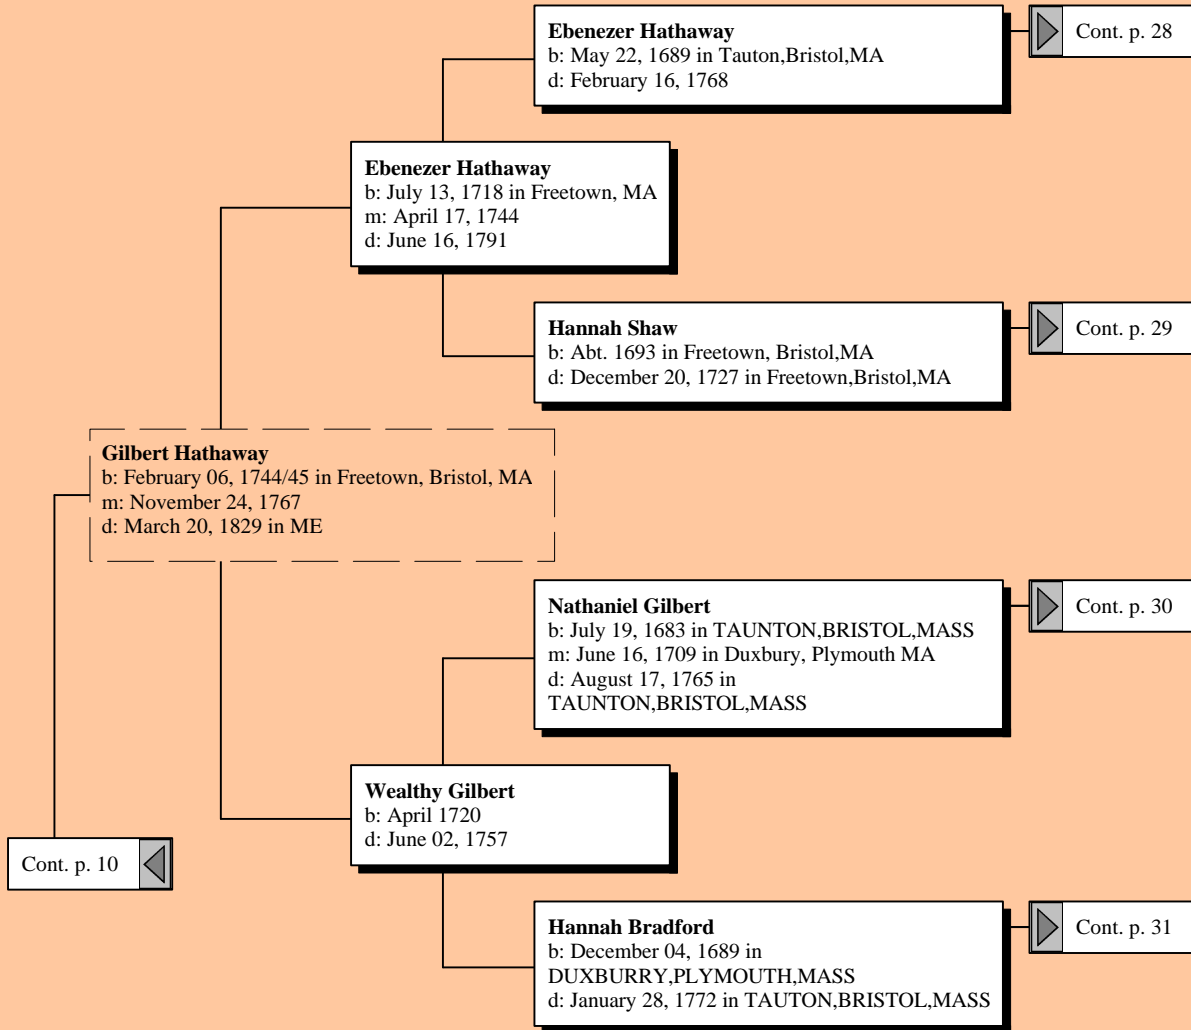 Ebenezer Hathaway
b: May 22, 1689 in Tauton,Bristol,MA
d: February 16, 1768
Cont. p. 28
Ebenezer Hathaway
b: July 13, 1718 in Freetown, MA
m: April 17, 1744
d: June 16, 1791
Hannah Shaw
b: Abt. 1693 in Freetown, Bristol,MA
d: December 20, 1727 in Freetown,Bristol,MA
Cont. p. 29
Gilbert Hathaway
b: February 06, 1744/45 in Freetown, Bristol, MA
m: November 24, 1767
d: March 20, 1829 in ME
Nathaniel Gilbert
b: July 19, 1683 in TAUNTON,BRISTOL,MASS
m: June 16, 1709 in Duxbury, Plymouth MA
d: August 17, 1765 in
TAUNTON,BRISTOL,MASS
Cont. p. 30
Wealthy Gilbert
b: April 1720
d: June 02, 1757
Cont. p. 10
Hannah Bradford
b: December 04, 1689 in
DUXBURRY,PLYMOUTH,MASS
d: January 28, 1772 in TAUTON,BRISTOL,MASS
Cont. p. 31